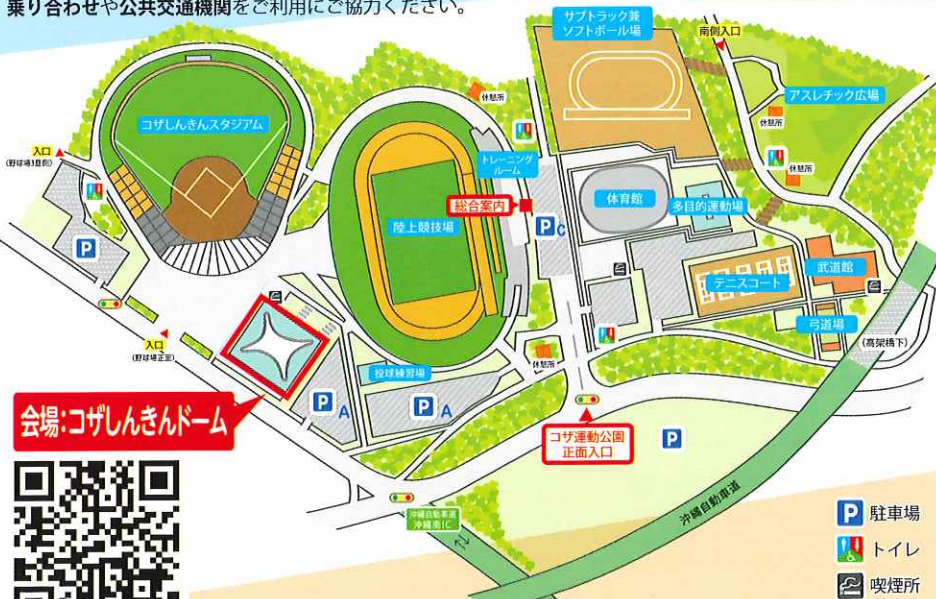 乗り合わせや公共交通機関をご利用にご協力ください。
サブトラック兼
ソフトボール場
南側入口
コザしんきんスタジアム
休憩所
アスレチック広場
休憩所
入口
(野球場3塁側)
トレーニング
ルーム
休憩所
総合案内
体育館
多目的運動場
陸上競技場
P C
P
テニスコート
武道館
弓道場
(高架橋下)
入口
(野球場正面)
休憩所
投球練習場
P A
P A
会場:コザしんきんドーム
コザ運動公園
正面入口
P
沖縄自動車道
沖縄自動車道
沖縄南IC
P 駐車場
トイレ
喫煙所